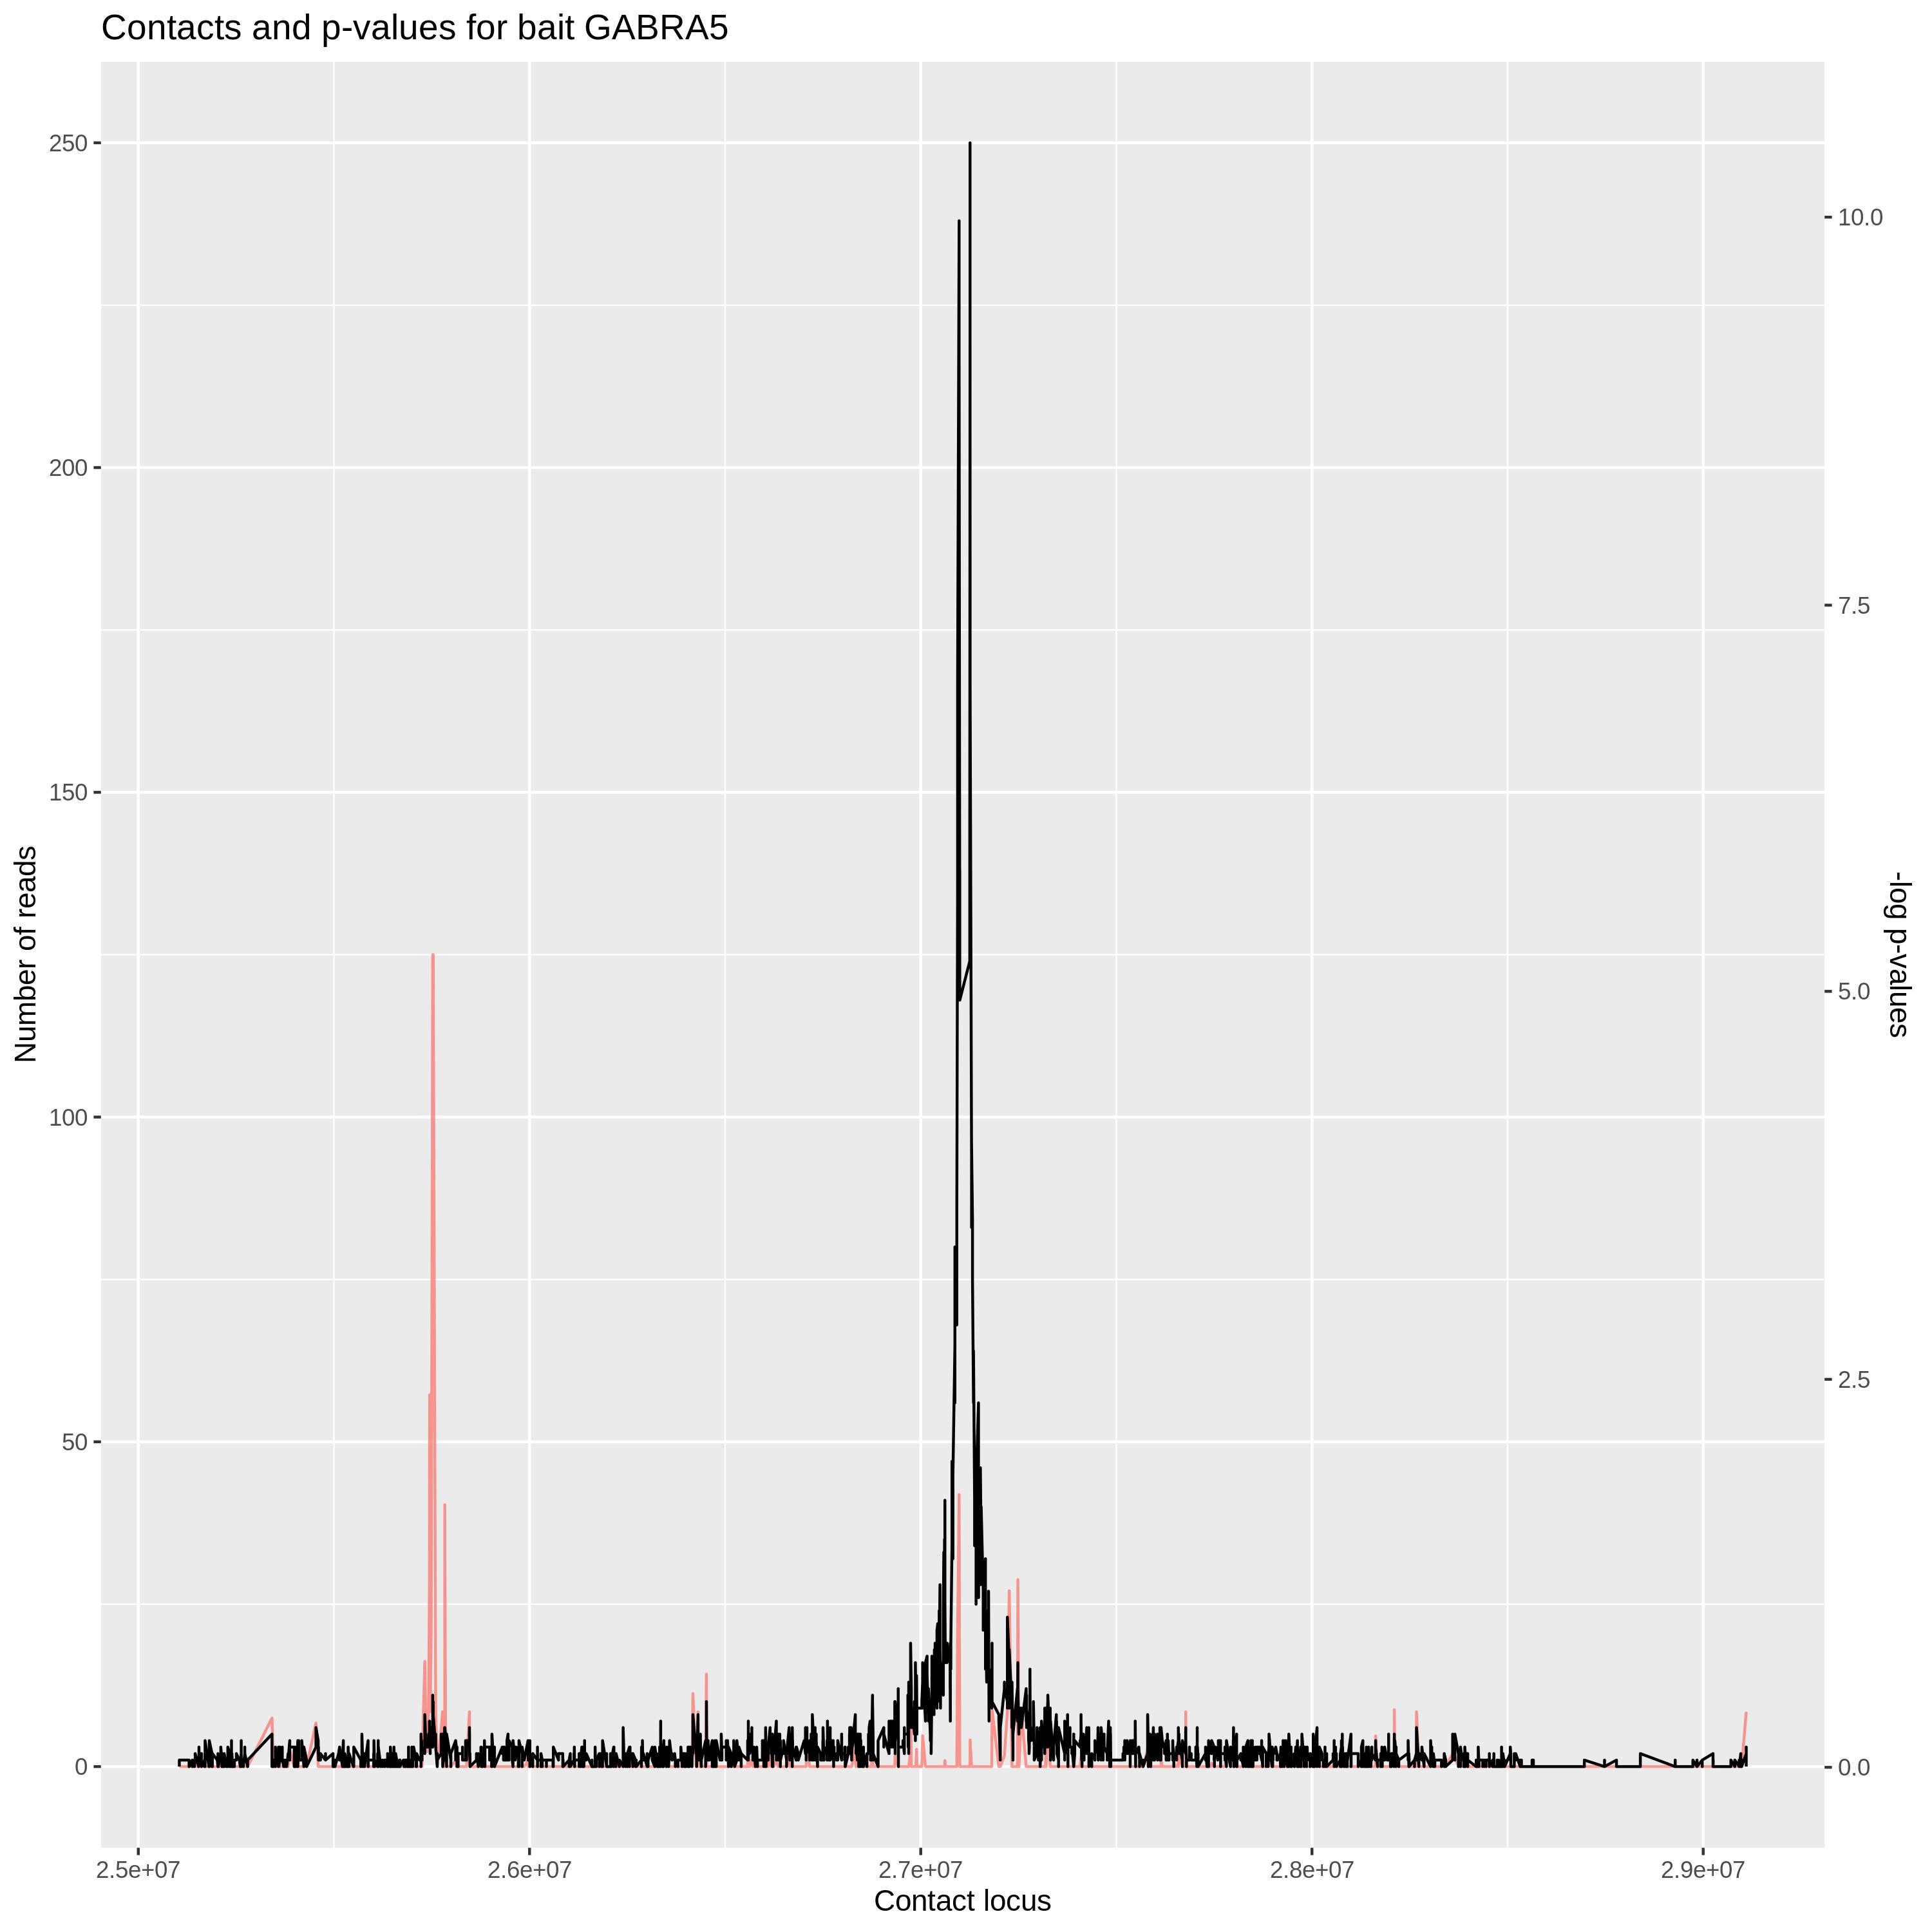 Contacts and p-values for bait GABRA5
250
200
150
100
50
0
Number of reads
10.0
7.5
5.0
2.5
0.0
-log p-values
2.5e+07 2.6e+07 2.7e+07 2.8e+07 2.9e+07
Contact locus